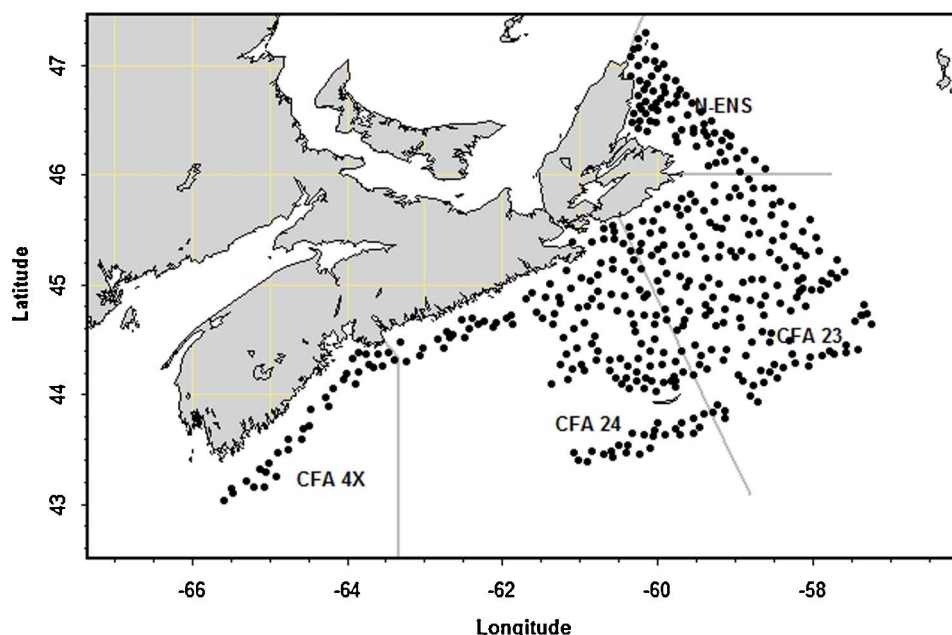 47
N-ENS
46
Latitude
45
CFA 23
44
CFA 24
CFA 4X
43
-66 -64 -62 -60 -58
Longitude